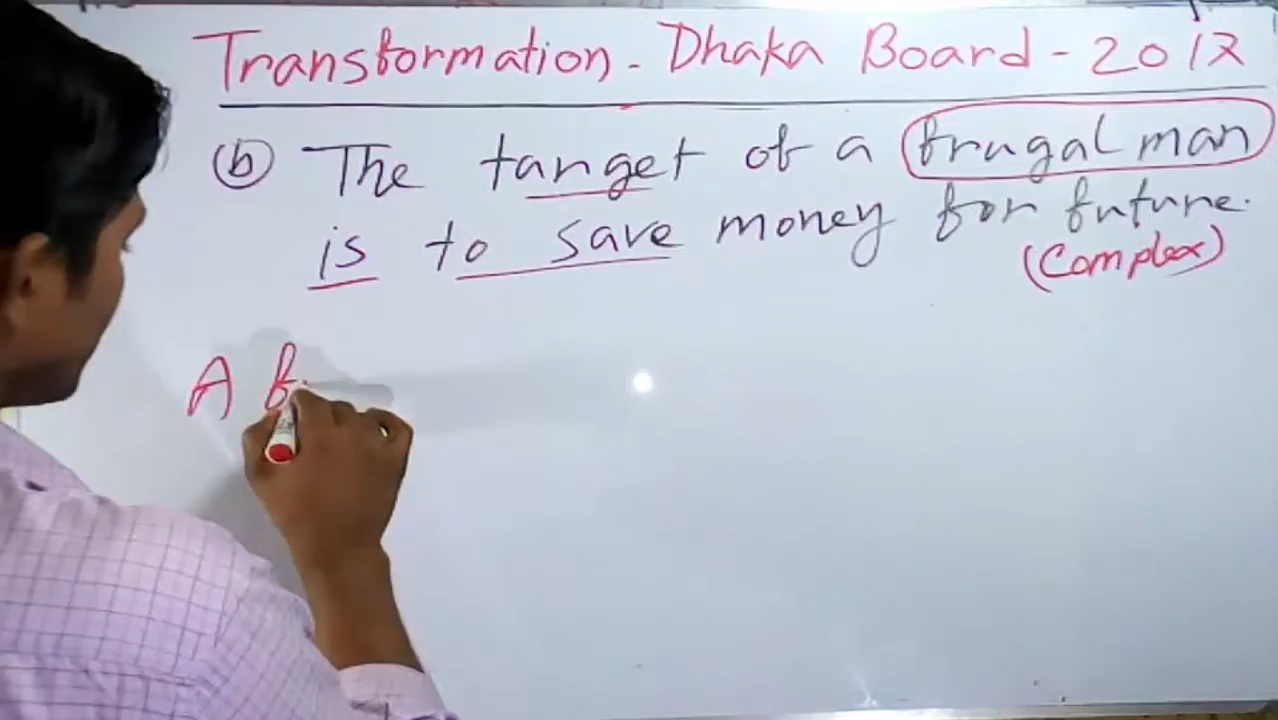 Transformation - Dhaka Board - 2017
(b) The target of a frugal man
is to save money for future.
(Complex)
A f